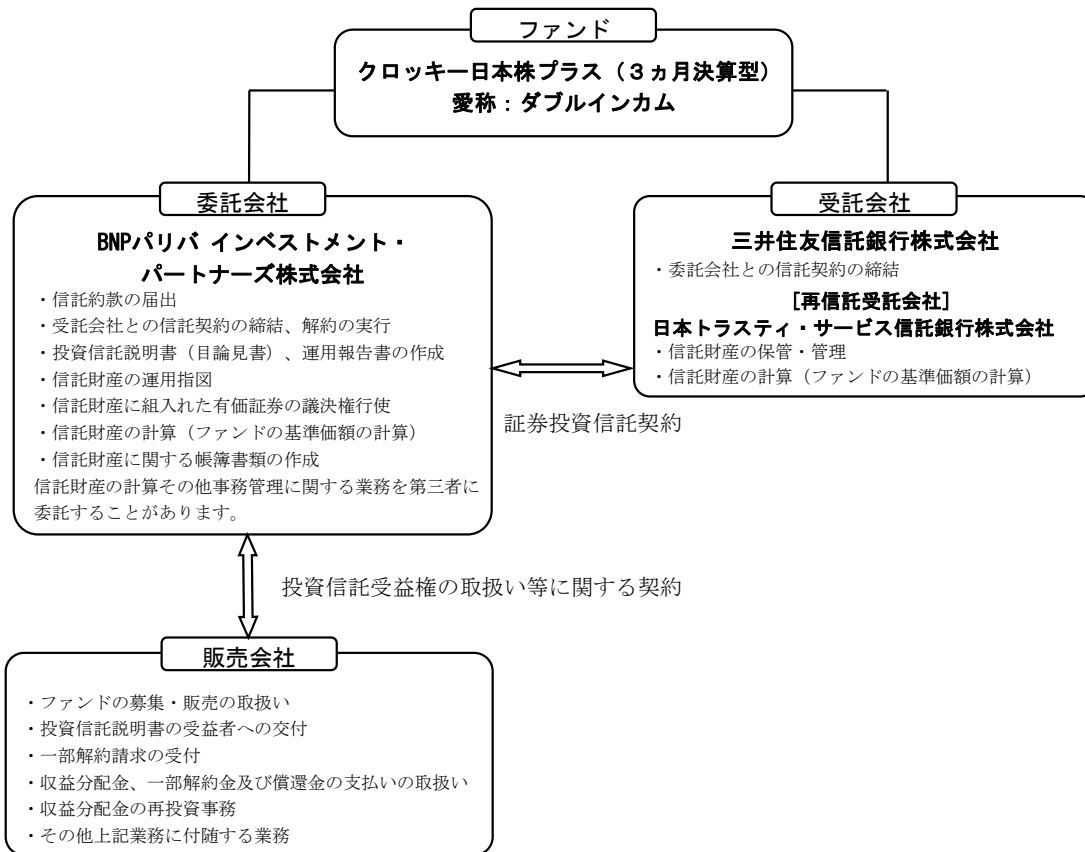 ファンド
クロッキー日本株プラス(3ヵ月決算型)
愛称:ダブルインカム
委託会社
BNPパリバ インベストメント・
パートナーズ株式会社
・信託約款の届出
・受託会社との信託契約の締結、解約の実行
・投資信託説明書(目論見書)、運用報告書の作成
・信託財産の運用指図
・信託財産に組入れた有価証券の議決権行使
・信託財産の計算(ファンドの基準価額の計算)
・信託財産に関する帳簿書類の作成
信託財産の計算その他事務管理に関する業務を第三者に
委託することがあります。
受託会社
三井住友信託銀行株式会社
・委託会社との信託契約の締結
[再信託受託会社]
日本トラスティ・サービス信託銀行株式会社
・信託財産の保管・管理
・信託財産の計算(ファンドの基準価額の計算)
証券投資信託契約
投資信託受益権の取扱い等に関する契約
販売会社
・ファンドの募集・販売の取扱い
・投資信託説明書の受益者への交付
・一部解約請求の受付
・収益分配金、一部解約金及び償還金の支払いの取扱い
・収益分配金の再投資事務
・その他上記業務に付随する業務